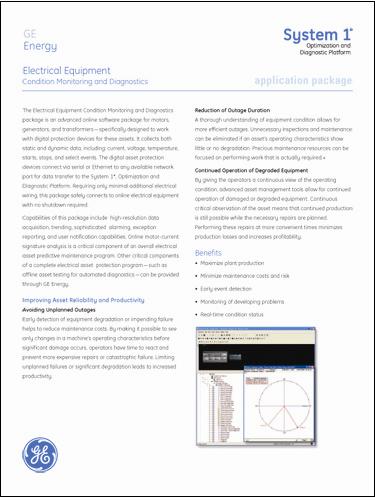 GE
Energy
System 1*
Optimization and
Diagnostic Platform
Electrical Equipment
Condition Monitoring and Diagnostics
application package
The Electrical Equipment Condition Monitoring and Diagnostics
package is an advanced online software package for motors,
generators, and transformers — specifically designed to work
with digital protection devices for these assets. It collects both
static and dynamic data, including: current, voltage, temperature,
starts, stops, and select events. The digital asset protection
devices connect via serial or Ethernet to any available network
port for data transfer to the System 1*, Optimization and
Diagnostic Platform. Requiring only minimal additional electrical
wiring, this package safely connects to online electrical equipment
with no shutdown required.
Capabilities of this package include high-resolution data
acquisition, trending, sophisticated alarming, exception
reporting and user notification capabilities. Online motor-current
signature analysis is a critical component of an overall electrical
asset predictive maintenance program. Other critical components
of a complete electrical asset protection program — such as
offline asset testing for automated diagnostics — can be provided
through GE Energy.
Improving Asset Reliability and Productivity
Avoiding Unplanned Outages
Early detection of equipment degradation or impending failure
helps to reduce maintenance costs. By making it possible to see
only changes in a machine's operating characteristics before
significant damage occurs, operators have time to react and
prevent more expensive repairs or catastrophic failure. Limiting
unplanned failures or significant degradation leads to increased
productivity.
Reduction of Outage Duration
A thorough understanding of equipment condition allows for
more efficient outages. Unnecessary inspections and maintenance
can be eliminated if an asset's operating characteristics show
little or no degradation. Precious maintenance resources can be
focused on performing work that is actually required.
Continued Operation of Degraded Equipment
By giving the operators a continuous view of the operating
condition, advanced asset management tools allow for continued
operation of damaged or degraded equipment. Continuous
critical observation of the asset means that continued production
is still possible while the necessary repairs are planned.
Performing these repairs at more convenient times minimizes
production losses and increases profitability.
Benefits
• Maximize plant production
• Minimize maintenance costs and risk
• Early event detection
• Monitoring of developing problems
• Real-time condition status